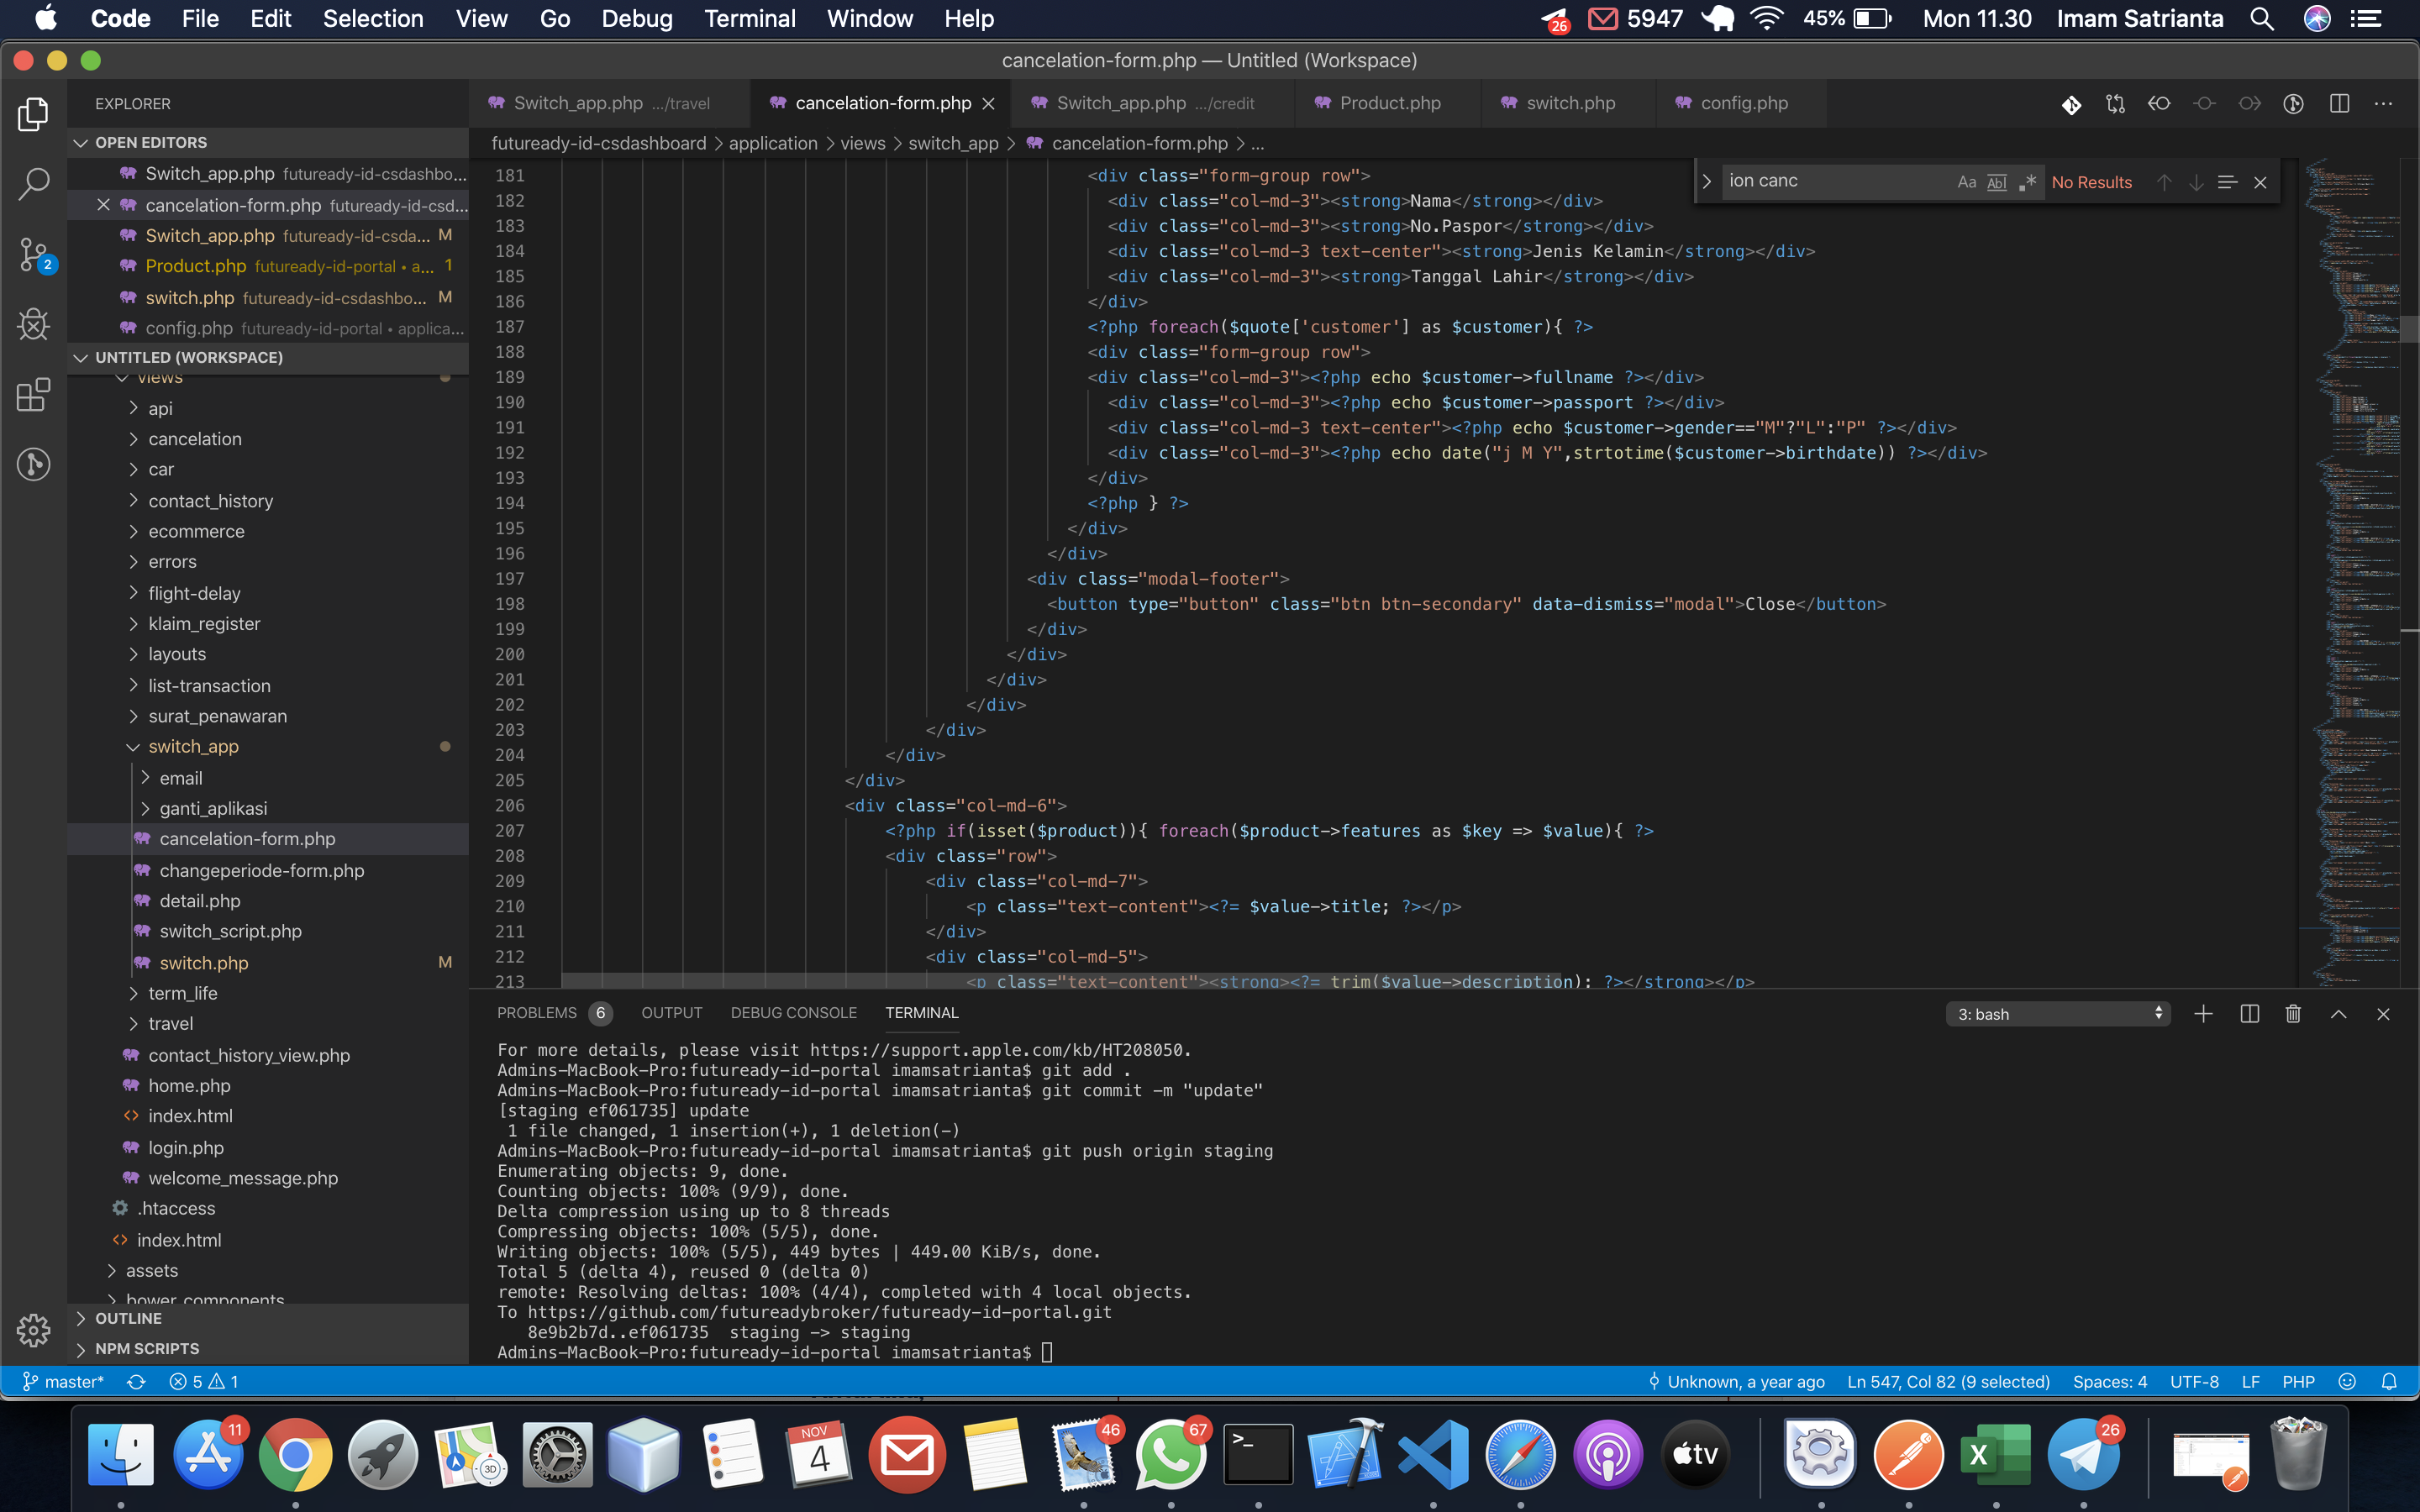 Code File Edit Selection View Go Debug Terminal Window Help 26 5947 45% Mon 11.30 Imam Satrianta
cancelation-form.php — Untitled (Workspace)
EXPLORER
Switch_app.php .../travel cancelation-form.php Switch_app.php .../credit Product.php switch.php config.php
OPEN EDITORS
Switch_app.php futuready-id-csdashbo...
cancelation-form.php futuready-id-csd...
Switch_app.php futuready-id-csda... M
Product.php futuready-id-portal • a... 1
switch.php futuready-id-csdashbo... M
config.php futuready-id-portal • applica...
2
UNTITLED (WORKSPACE)
views
api
cancelation
car
contact_history
ecommerce
errors
flight-delay
klaim_register
layouts
list-transaction
surat_penawaran
switch_app
email
ganti_aplikasi
cancelation-form.php
changeperiode-form.php
detail.php
switch_script.php
switch.php M
term_life
travel
contact_history_view.php
home.php
index.html
login.php
welcome_message.php
.htaccess
index.html
assets
bower_components
OUTLINE
NPM SCRIPTS
futuready-id-csdashboard > application > views > switch_app > cancelation-form.php > ...
ion canc Aa Abl .* No Results
181 <div class="form-group row">
182 <div class="col-md-3"><strong>Nama</strong></div>
183 <div class="col-md-3"><strong>No.Paspor</strong></div>
184 <div class="col-md-3 text-center"><strong>Jenis Kelamin</strong></div>
185 <div class="col-md-3"><strong>Tanggal Lahir</strong></div>
186 </div>
187 <?php foreach($quote['customer'] as $customer){ ?>
188 <div class="form-group row">
189 <div class="col-md-3"><?php echo $customer->fullname ?></div>
190 <div class="col-md-3"><?php echo $customer->passport ?></div>
191 <div class="col-md-3 text-center"><?php echo $customer->gender=="M"?"L":"P" ?></div>
192 <div class="col-md-3"><?php echo date("j M Y",strtotime($customer->birthdate)) ?></div>
193 </div>
194 <?php } ?>
195 </div>
196 </div>
197 <div class="modal-footer">
198 <button type="button" class="btn btn-secondary" data-dismiss="modal">Close</button>
199 </div>
200 </div>
201 </div>
202 </div>
203 </div>
204 </div>
205 </div>
206 <div class="col-md-6">
207 <?php if(isset($product)){ foreach($product->features as $key => $value){ ?>
208 <div class="row">
209 <div class="col-md-7">
210 <p class="text-content"><?= $value->title; ?></p>
211 </div>
212 <div class="col-md-5">
213 <p class="text-content"><strong><?= trim($value->description); ?></strong></p>
PROBLEMS 6 OUTPUT DEBUG CONSOLE TERMINAL 3: bash
For more details, please visit https://support.apple.com/kb/HT208050.
Admins-MacBook-Pro:futuready-id-portal imamsatrianta$ git add .
Admins-MacBook-Pro:futuready-id-portal imamsatrianta$ git commit -m "update"
[staging ef061735] update
1 file changed, 1 insertion(+), 1 deletion(-)
Admins-MacBook-Pro:futuready-id-portal imamsatrianta$ git push origin staging
Enumerating objects: 9, done.
Counting objects: 100% (9/9), done.
Delta compression using up to 8 threads
Compressing objects: 100% (5/5), done.
Writing objects: 100% (5/5), 449 bytes | 449.00 KiB/s, done.
Total 5 (delta 4), reused 0 (delta 0)
remote: Resolving deltas: 100% (4/4), completed with 4 local objects.
To https://github.com/futureadybroker/futuready-id-portal.git
8e9b2b7d..ef061735 staging -> staging
Admins-MacBook-Pro:futuready-id-portal imamsatrianta$
master* 5 1 Unknown, a year ago Ln 547, Col 82 (9 selected) Spaces: 4 UTF-8 LF PHP
11 3D NOV 4 46 67 >_ tv X 26